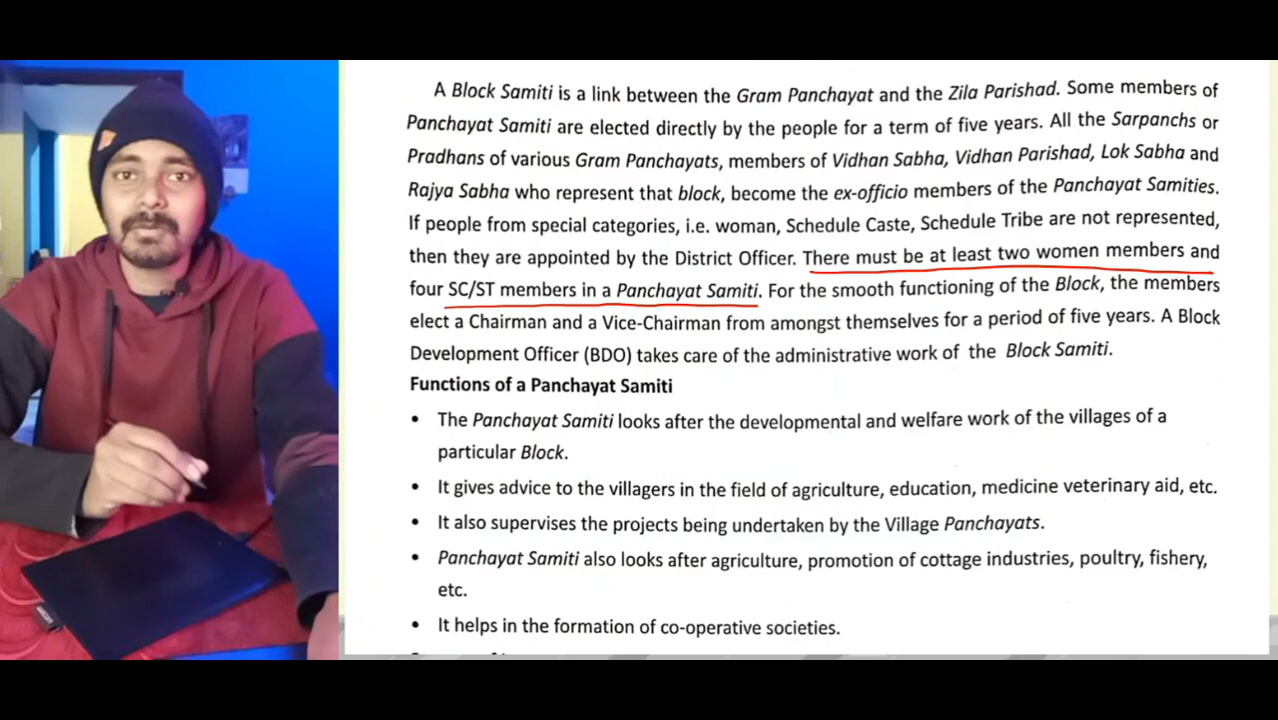 A Block Samiti is a link between the Gram Panchayat and the Zila Parishad. Some members of
Panchayat Samiti are elected directly by the people for a term of five years. All the Sarpanchs or
Pradhans of various Gram Panchayats, members of Vidhan Sabha, Vidhan Parishad, Lok Sabha and
Rajya Sabha who represent that block, become the ex-officio members of the Panchayat Samities.
If people from special categories, i.e. woman, Schedule Caste, Schedule Tribe are not represented,
then they are appointed by the District Officer. There must be at least two women members and
four SC/ST members in a Panchayat Samiti. For the smooth functioning of the Block, the members
elect a Chairman and a Vice-Chairman from amongst themselves for a period of five years. A Block
Development Officer (BDO) takes care of the administrative work of the Block Samiti.
Functions of a Panchayat Samiti
• The Panchayat Samiti looks after the developmental and welfare work of the villages of a
particular Block.
• It gives advice to the villagers in the field of agriculture, education, medicine veterinary aid, etc.
• It also supervises the projects being undertaken by the Village Panchayats.
• Panchayat Samiti also looks after agriculture, promotion of cottage industries, poultry, fishery,
etc.
• It helps in the formation of co-operative societies.